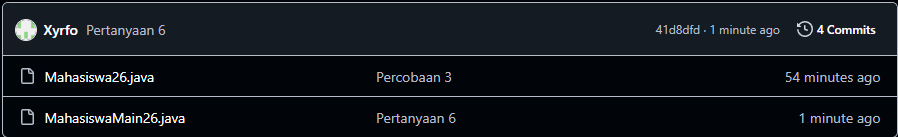 Xyrfo Pertanyaan 6 41d8dfd · 1 minute ago 4 Commits
Mahasiswa26.java Percobaan 3 54 minutes ago
MahasiswaMain26.java Pertanyaan 6 1 minute ago